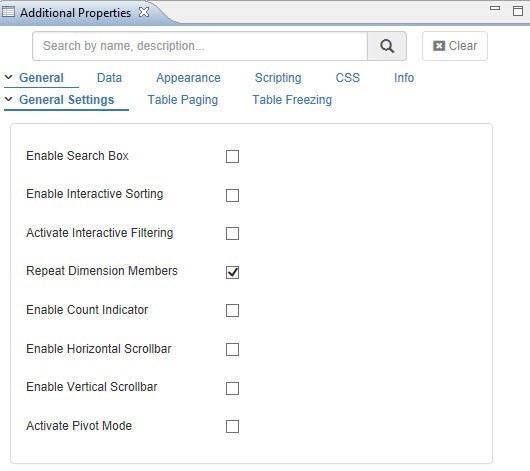 Additional Properties
Search by name, description...
Clear
General Data Appearance Scripting CSS Info
General Settings Table Paging Table Freezing
Enable Search Box
Enable Interactive Sorting
Activate Interactive Filtering
Repeat Dimension Members
Enable Count Indicator
Enable Horizontal Scrollbar
Enable Vertical Scrollbar
Activate Pivot Mode